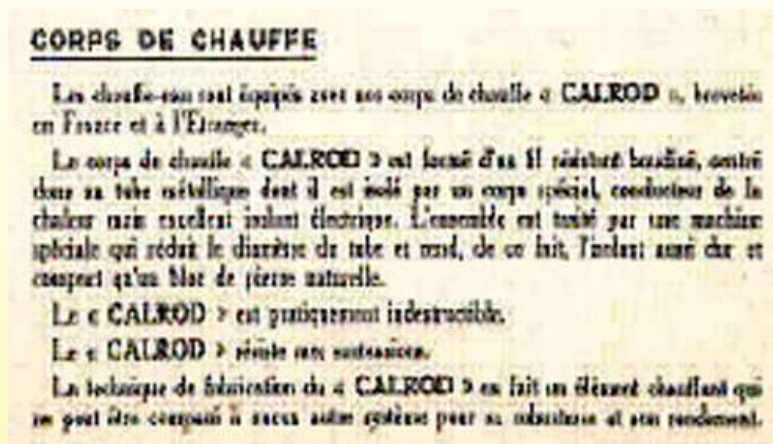 CORPS DE CHAUFFE
Les chauffe-eau sont équipés avec nos corps de chauffe « CALROD », brevetés
en France et à l'Etranger.
Le corps de chauffe « CALROD » est formé d'un fil résistant boudiné, centré
dans un tube métallique dont il est isolé par un corps spécial, conducteur de la
chaleur mais excellent isolant électrique. L'ensemble est traité par une machine
spéciale qui réduit le diamètre du tube et rend, de ce fait, l'isolant aussi dur et
compact qu'un bloc de pierre naturelle.
Le « CALROD » est pratiquement indestructible.
Le « CALROD » résiste aux
La technique de fabrication du « CALROD » en fait un élément chauffant qui
ne peut être comparé à aucun autre système pour sa robustesse et son rendement.